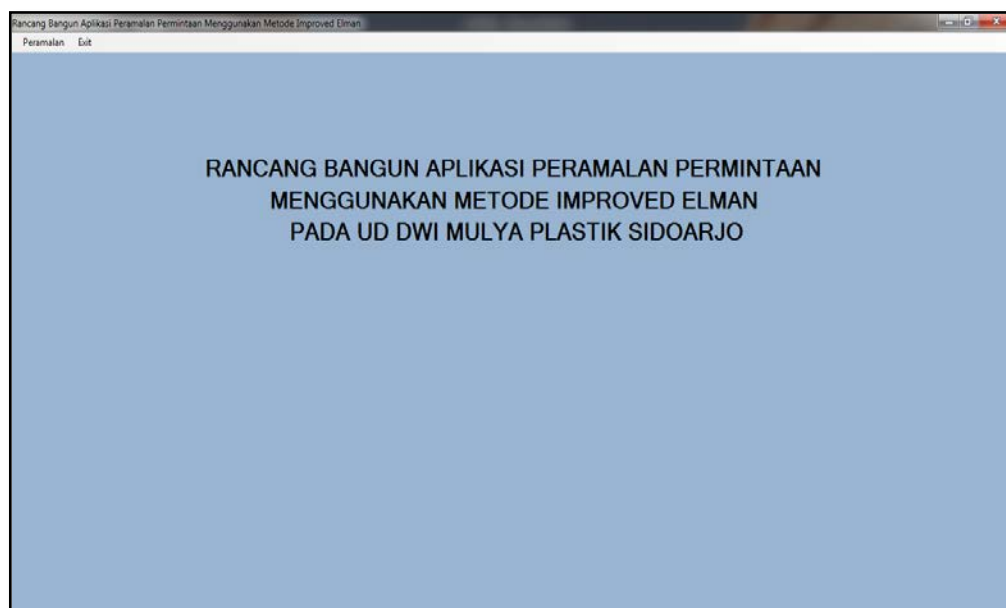 Rancang Bangun Aplikasi Peramalan Permintaan Menggunakan Metode Improved Elman
Peramalan Exit
RANCANG BANGUN APLIKASI PERAMALAN PERMINTAAN
MENGGUNAKAN METODE IMPROVED ELMAN
PADA UD DWI MULYA PLASTIK SIDOARJO